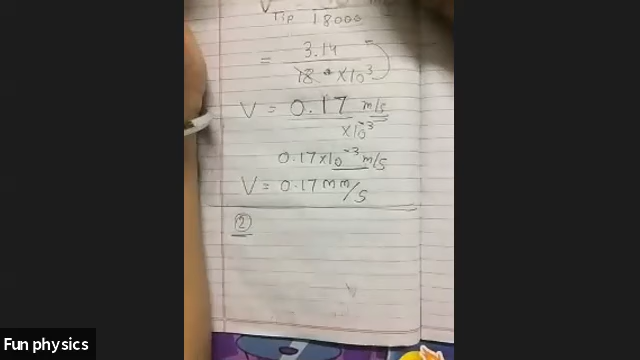 V
Tip 18000
= 3.14
18 × 10³
V = 0.17 m/s
×10⁻³
0.17×10⁻³ m/s
V = 0.17 mm/s
②
Fun physics